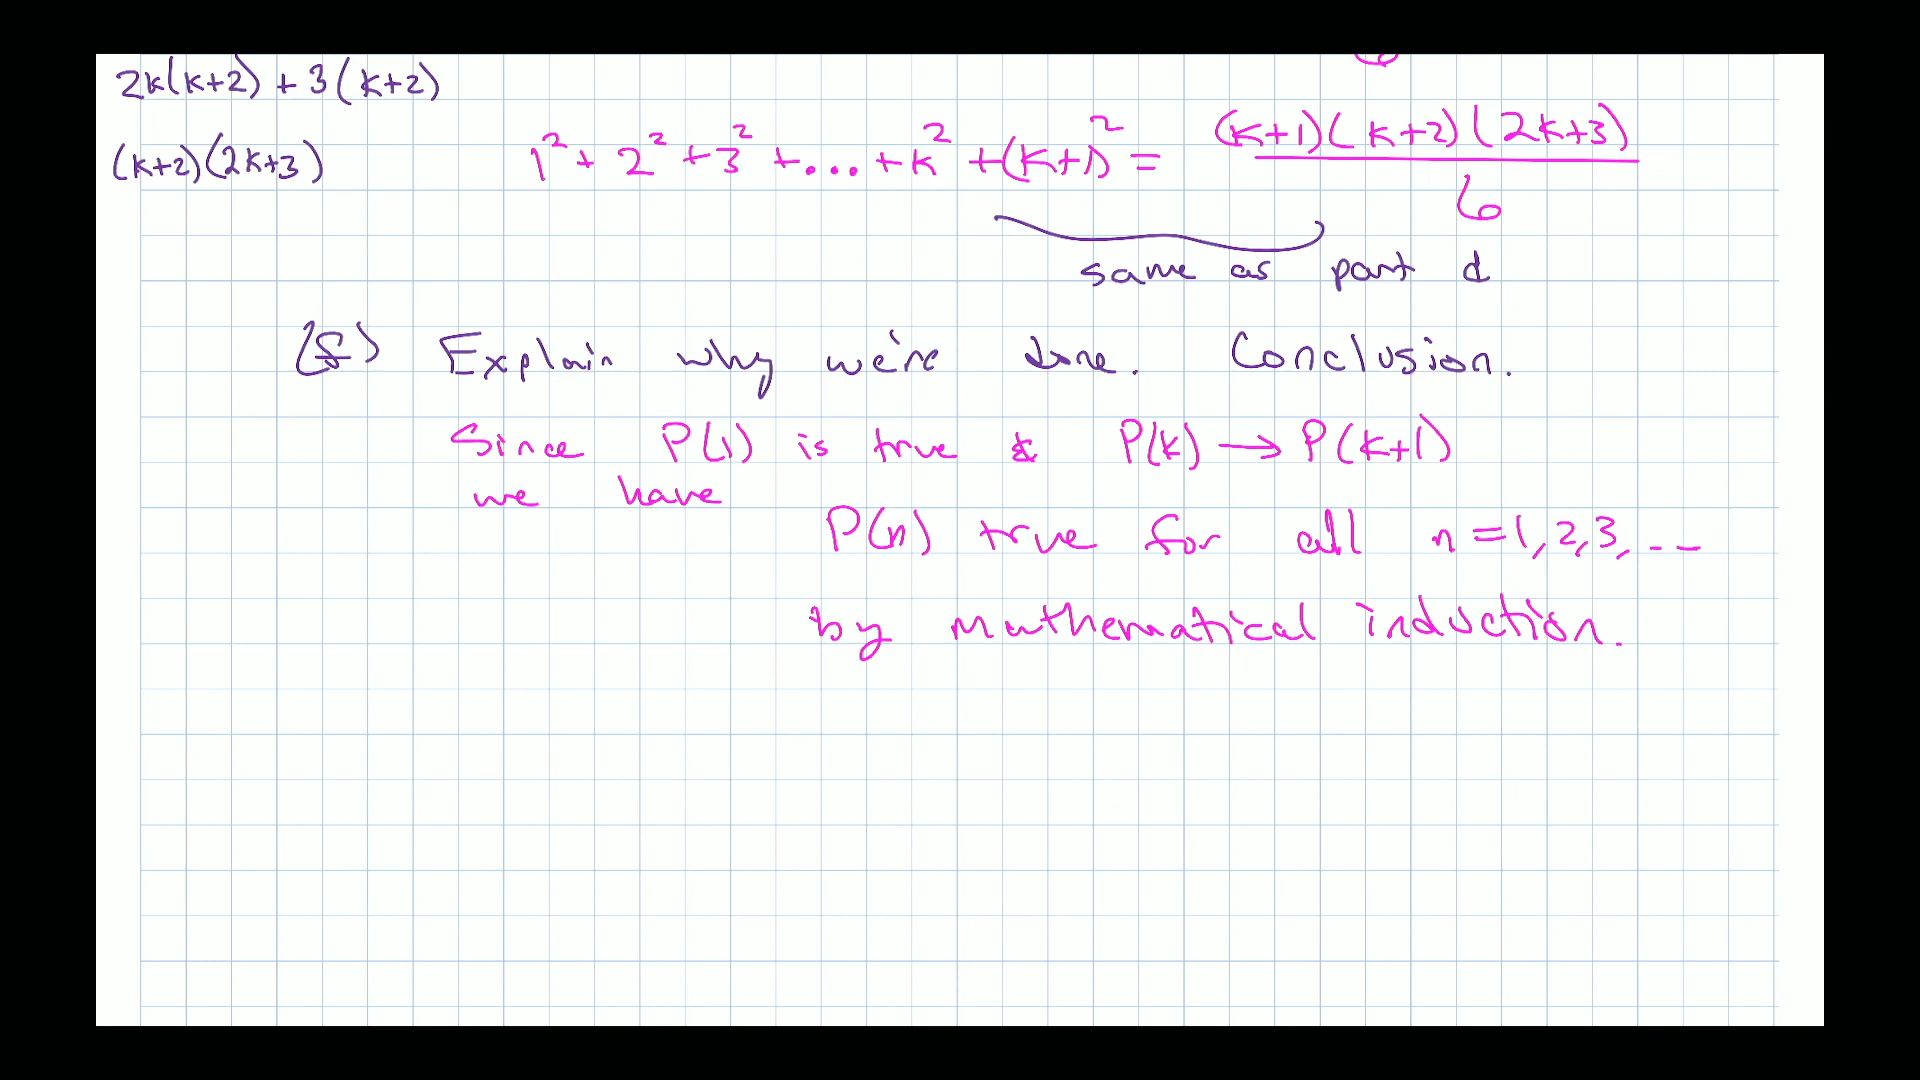 2k(k+2) + 3(k+2)
(k+2)(2k+3)
1² + 2² + 3² + ... + k² + (k+1)² = (k+1)(k+2)(2k+3)
6
same as part d
(f) Explain why we're done. Conclusion.
Since P(1) is true & P(k) → P(k+1)
we have
P(n) true for all n = 1, 2, 3, --
by mathematical induction.